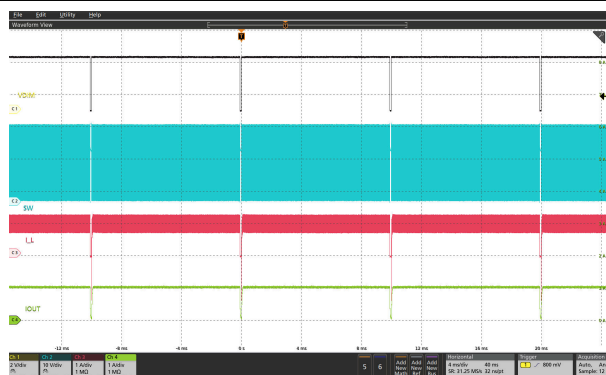 File Edit Utility Help
Waveform View
T
8 A
C1
6 A
C2
SW
I_L
C3
2 A
IOUT
C4
-12 ms -8 ms -4 ms 0 s 4 ms 8 ms 12 ms 16 ms 20 ms
Ch 1 Ch 2 Ch 3 Ch 4 Horizontal Trigger Acquisition
2 V/div 10 V/div 1 A/div 1 A/div 5 6 Add New Math Add New Ref Add New Bus 4 ms/div 40 ms 1 800 mV Auto,
1 MΩ 1 MΩ SR: 31.25 MS/s 32 ns/pt Sample: 12